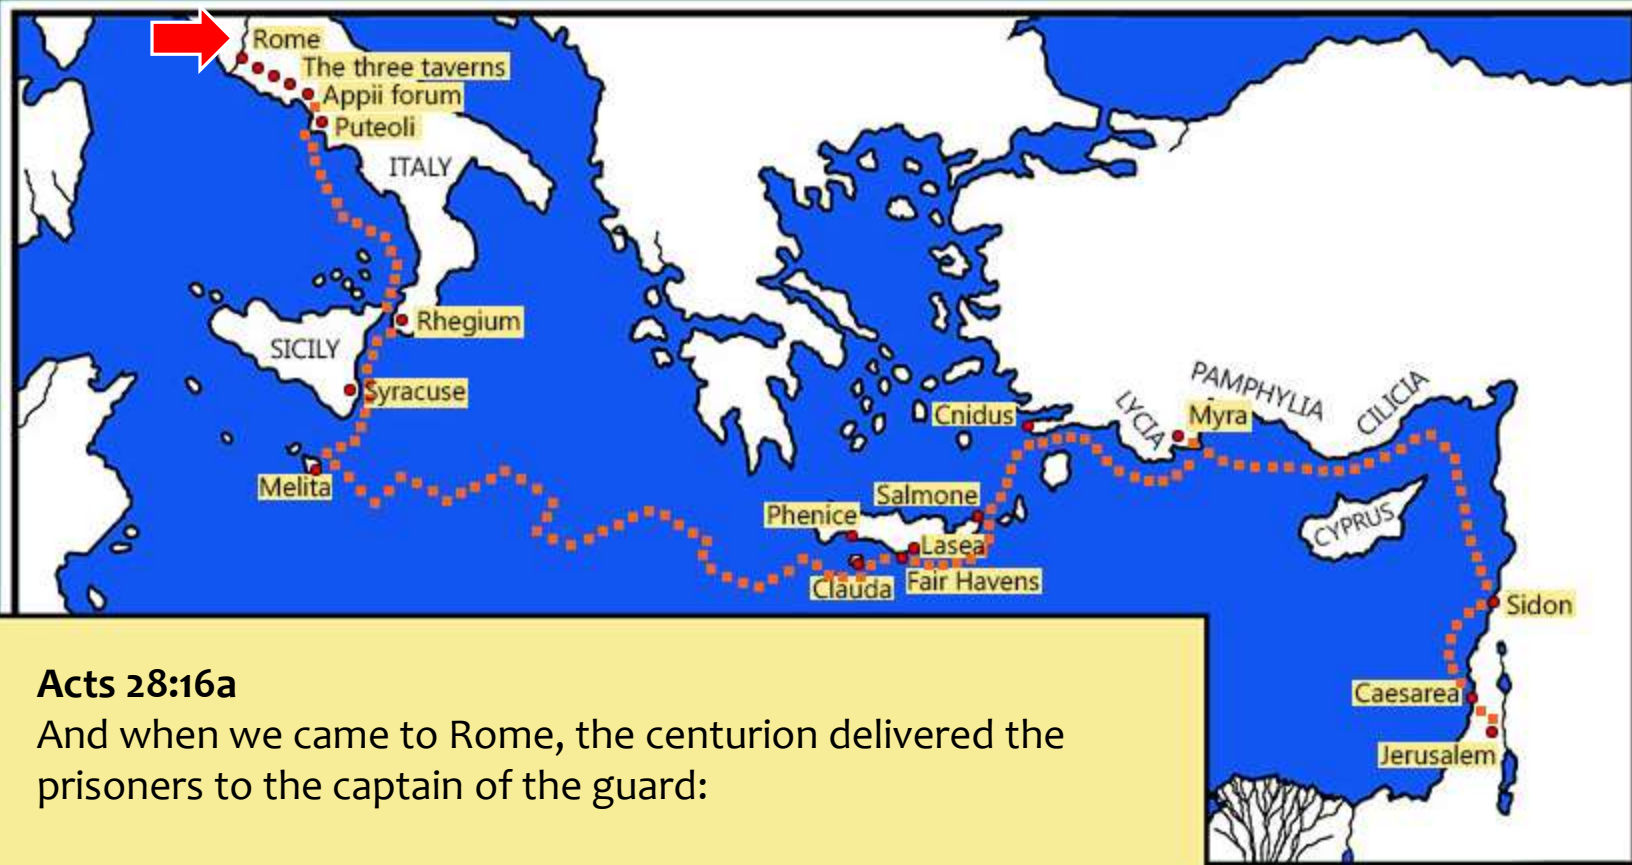 Rome
The three taverns
Appii forum
Puteoli
ITALY
Rhegium
SICILY
Syracuse
Melita
Cnidus
LYCIA
PAMPHYLIA
Myra
CILICIA
Salmone
Phenice
Lasea
Clauda
Fair Havens
CYPRUS
Sidon
Caesarea
Jerusalem
Acts 28:16a
And when we came to Rome, the centurion delivered the
prisoners to the captain of the guard: